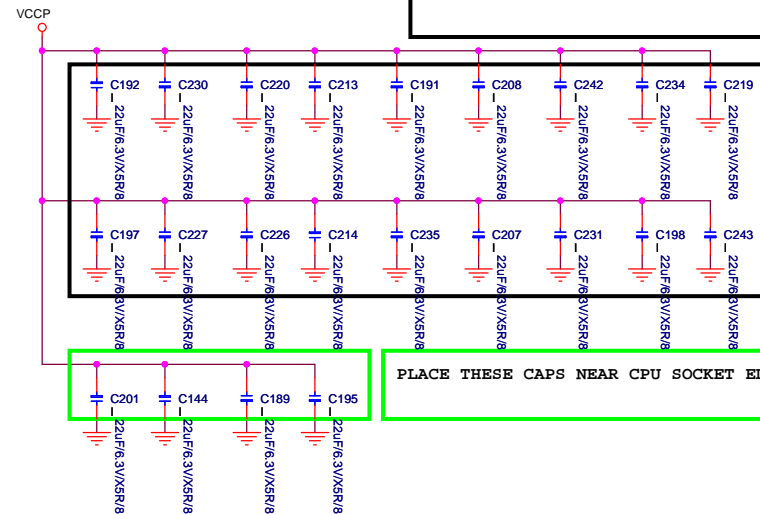 VCCP
C192 C230 C220 C213 C191 C208 C242 C234 C219
22uF/6.3V/X5R/8 22uF/6.3V/X5R/8 22uF/6.3V/X5R/8 22uF/6.3V/X5R/8 22uF/6.3V/X5R/8 22uF/6.3V/X5R/8 22uF/6.3V/X5R/8 22uF/6.3V/X5R/8 22uF/6.3V/X5R/8
C197 C227 C226 C214 C235 C207 C231 C198 C243
22uF/6.3V/X5R/8 22uF/6.3V/X5R/8 22uF/6.3V/X5R/8 22uF/6.3V/X5R/8 22uF/6.3V/X5R/8 22uF/6.3V/X5R/8 22uF/6.3V/X5R/8 22uF/6.3V/X5R/8 22uF/6.3V/X5R/8
PLACE THESE CAPS NEAR CPU SOCKET
C201 C144 C189 C195
22uF/6.3V/X5R/8 22uF/6.3V/X5R/8 22uF/6.3V/X5R/8 22uF/6.3V/X5R/8